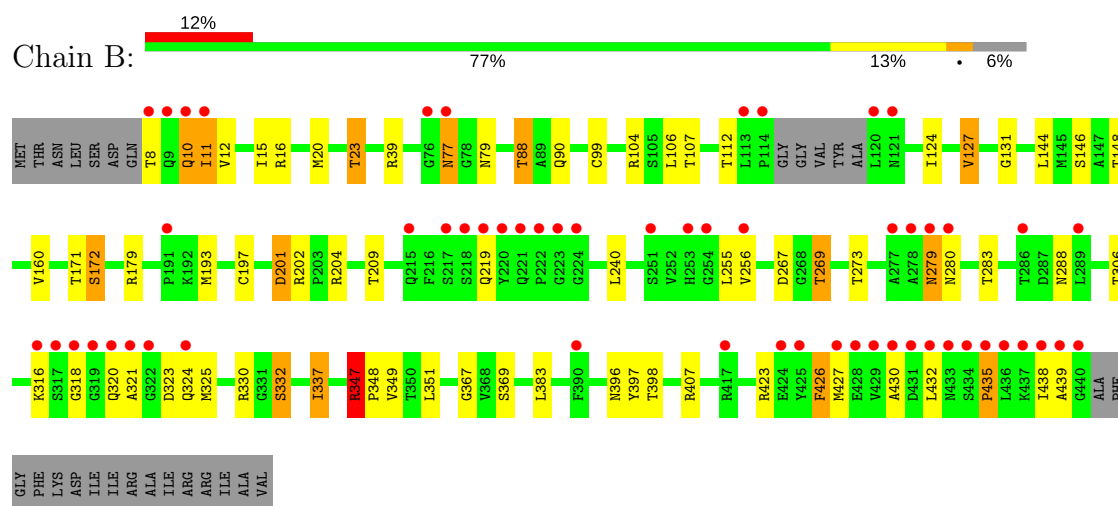 12%
Chain B:
77% 13% • 6%
MET THR ASN LEU SER ASP GLN T8 Q9 Q10 I11 V12 I15 R16 M20 T23 R39 G76 N77 G78 N79 T88 A89 Q90 C99 R104 S105 L106 T107 T112 L113 P114 GLY GLY VAL TYR ALA L120 N121 I124 V127 G131 L144 M145 S146 A147 T148
V160 T171 S172 R179 P191 K192 M193 C197 D201 R202 P203 R204 T209 Q215 F216 S217 S218 Q219 Y220 Q221 P222 G223 G224 L240 S251 V252 H253 G254 L255 V256 D267 G268 T269 T273 A277 A278 N279 N280 T283 T286 D287 N288 L289 T306
K316 S317 G318 G319 Q320 A321 G322 D323 Q324 M325 R330 G331 S332 I337 R347 P348 V349 T350 L351 G367 V368 S369 L383 F390 N396 Y397 T398 R407 R417 R423 E424 Y425 F426 M427 E428 V429 A430 D431 L432 N433 S434 P435 L436 K437 I438 A439 G440 ALA PHE
GLY PHE LYS ASP ILE ILE ARG ALA ILE ARG ARG ILE ALA VAL